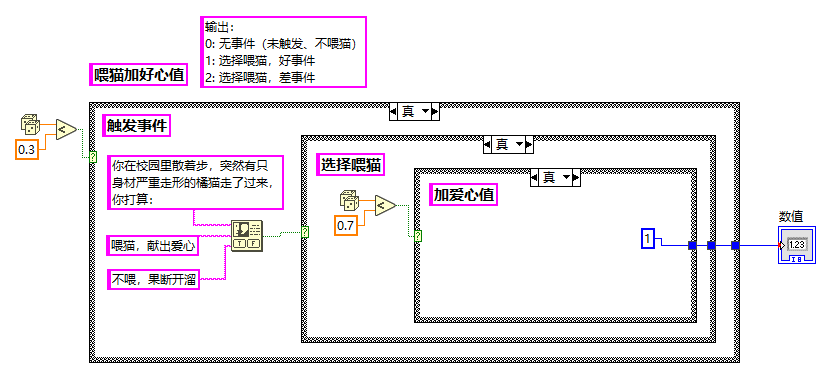 输出：
0: 无事件（未触发、不喂猫）
1: 选择喂猫，好事件
2: 选择喂猫，差事件
喂猫加好心值
真
触发事件
0.3
真
你在校园里散着步，突然有只
身材严重走形的橘猫走了过来，
你打算：
选择喂猫
真
加爱心值
0.7
喂猫，献出爱心
T F
不喂，果断开溜
1
数值
1.23